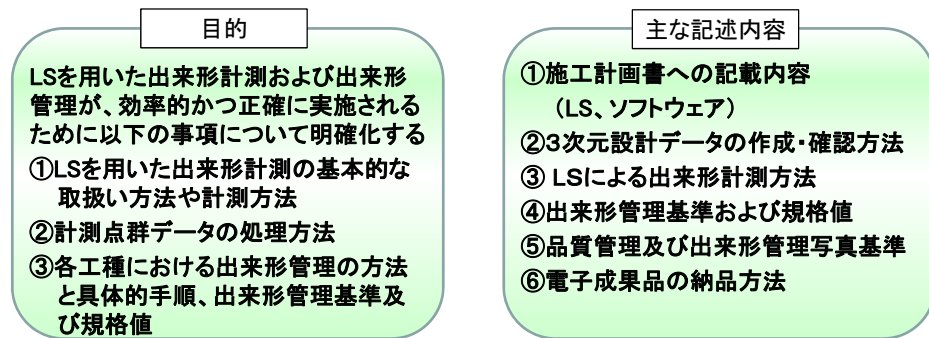 目的
LSを用いた出来形計測および出来形
管理が、効率的かつ正確に実施される
ために以下の事項について明確化する
①LSを用いた出来形計測の基本的な
取扱い方法や計測方法
②計測点群データの処理方法
③各工種における出来形管理の方法
と具体的手順、出来形管理基準及
び規格値
主な記述内容
①施工計画書への記載内容
（LS、ソフトウェア）
②３次元設計データの作成・確認方法
③ LSによる出来形計測方法
④出来形管理基準および規格値
⑤品質管理及び出来形管理写真基準
⑥電子成果品の納品方法